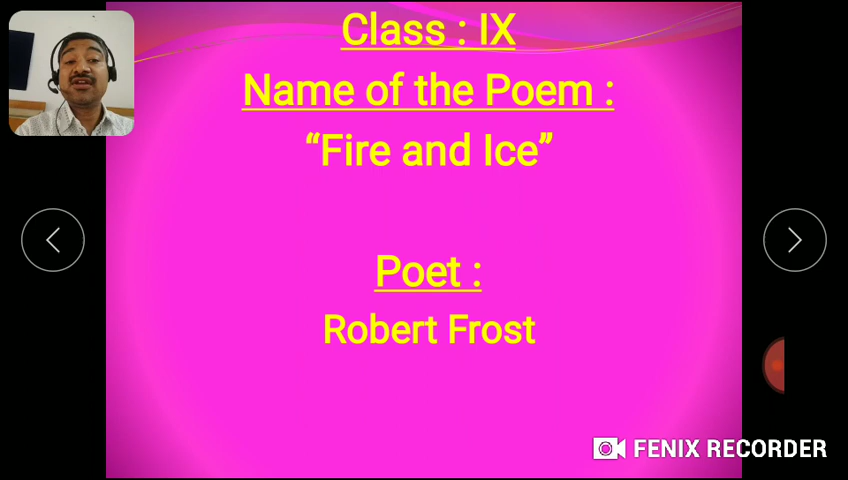 Class : IX
Name of the Poem :
“Fire and Ice”
Poet :
Robert Frost
FENIX RECORDER